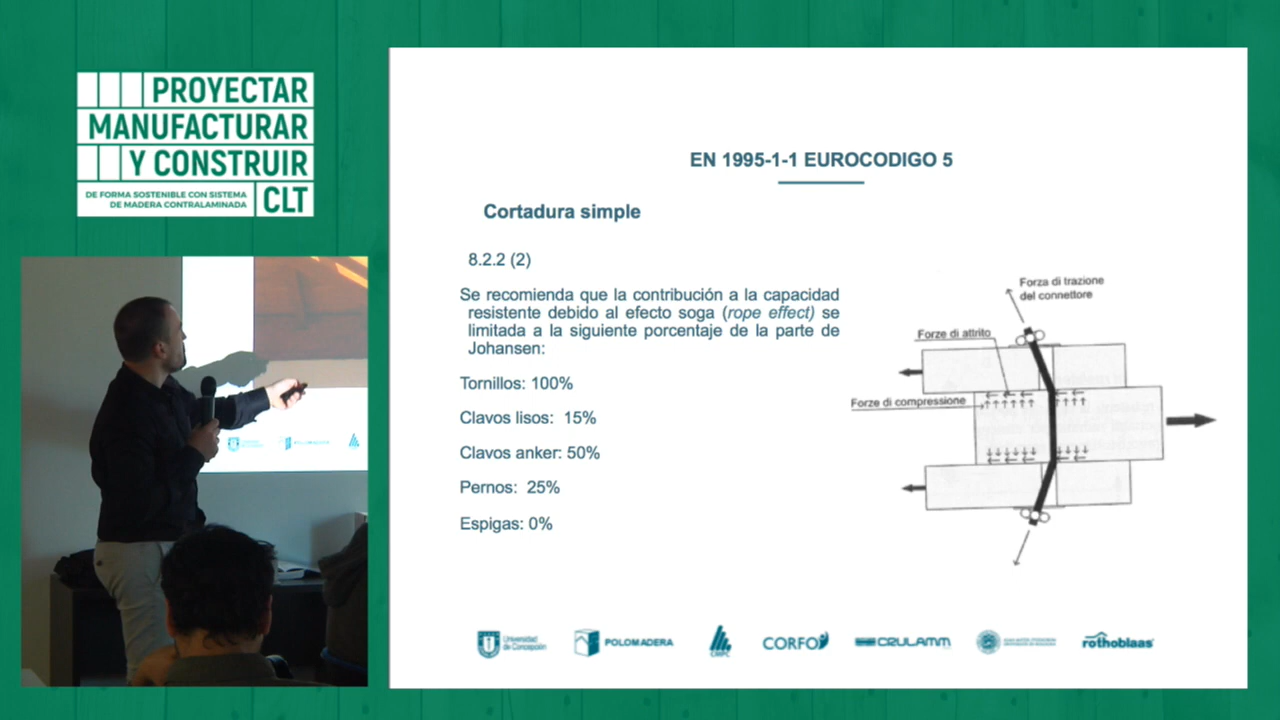 PROYECTAR
MANUFACTURAR
Y CONSTRUIR
DE FORMA SOSTENIBLE CON SISTEMA
DE MADERA CONTRALAMINADA
CLT
EN 1995-1-1 EUROCODIGO 5
Cortadura simple
8.2.2 (2)
Se recomienda que la contribución a la capacidad
resistente debido al efecto soga (rope effect) se
limitada a la siguiente porcentaje de la parte de
Johansen:
Tornillos: 100%
Clavos lisos: 15%
Clavos anker: 50%
Pernos: 25%
Espigas: 0%
Forza di trazione
del connettore
Forze di attrito
Forze di compressione
Universidad
de Concepción
POLOMADERA
CMPC
CORFO
CRULAMM
rothoblaas
POLOMADERA